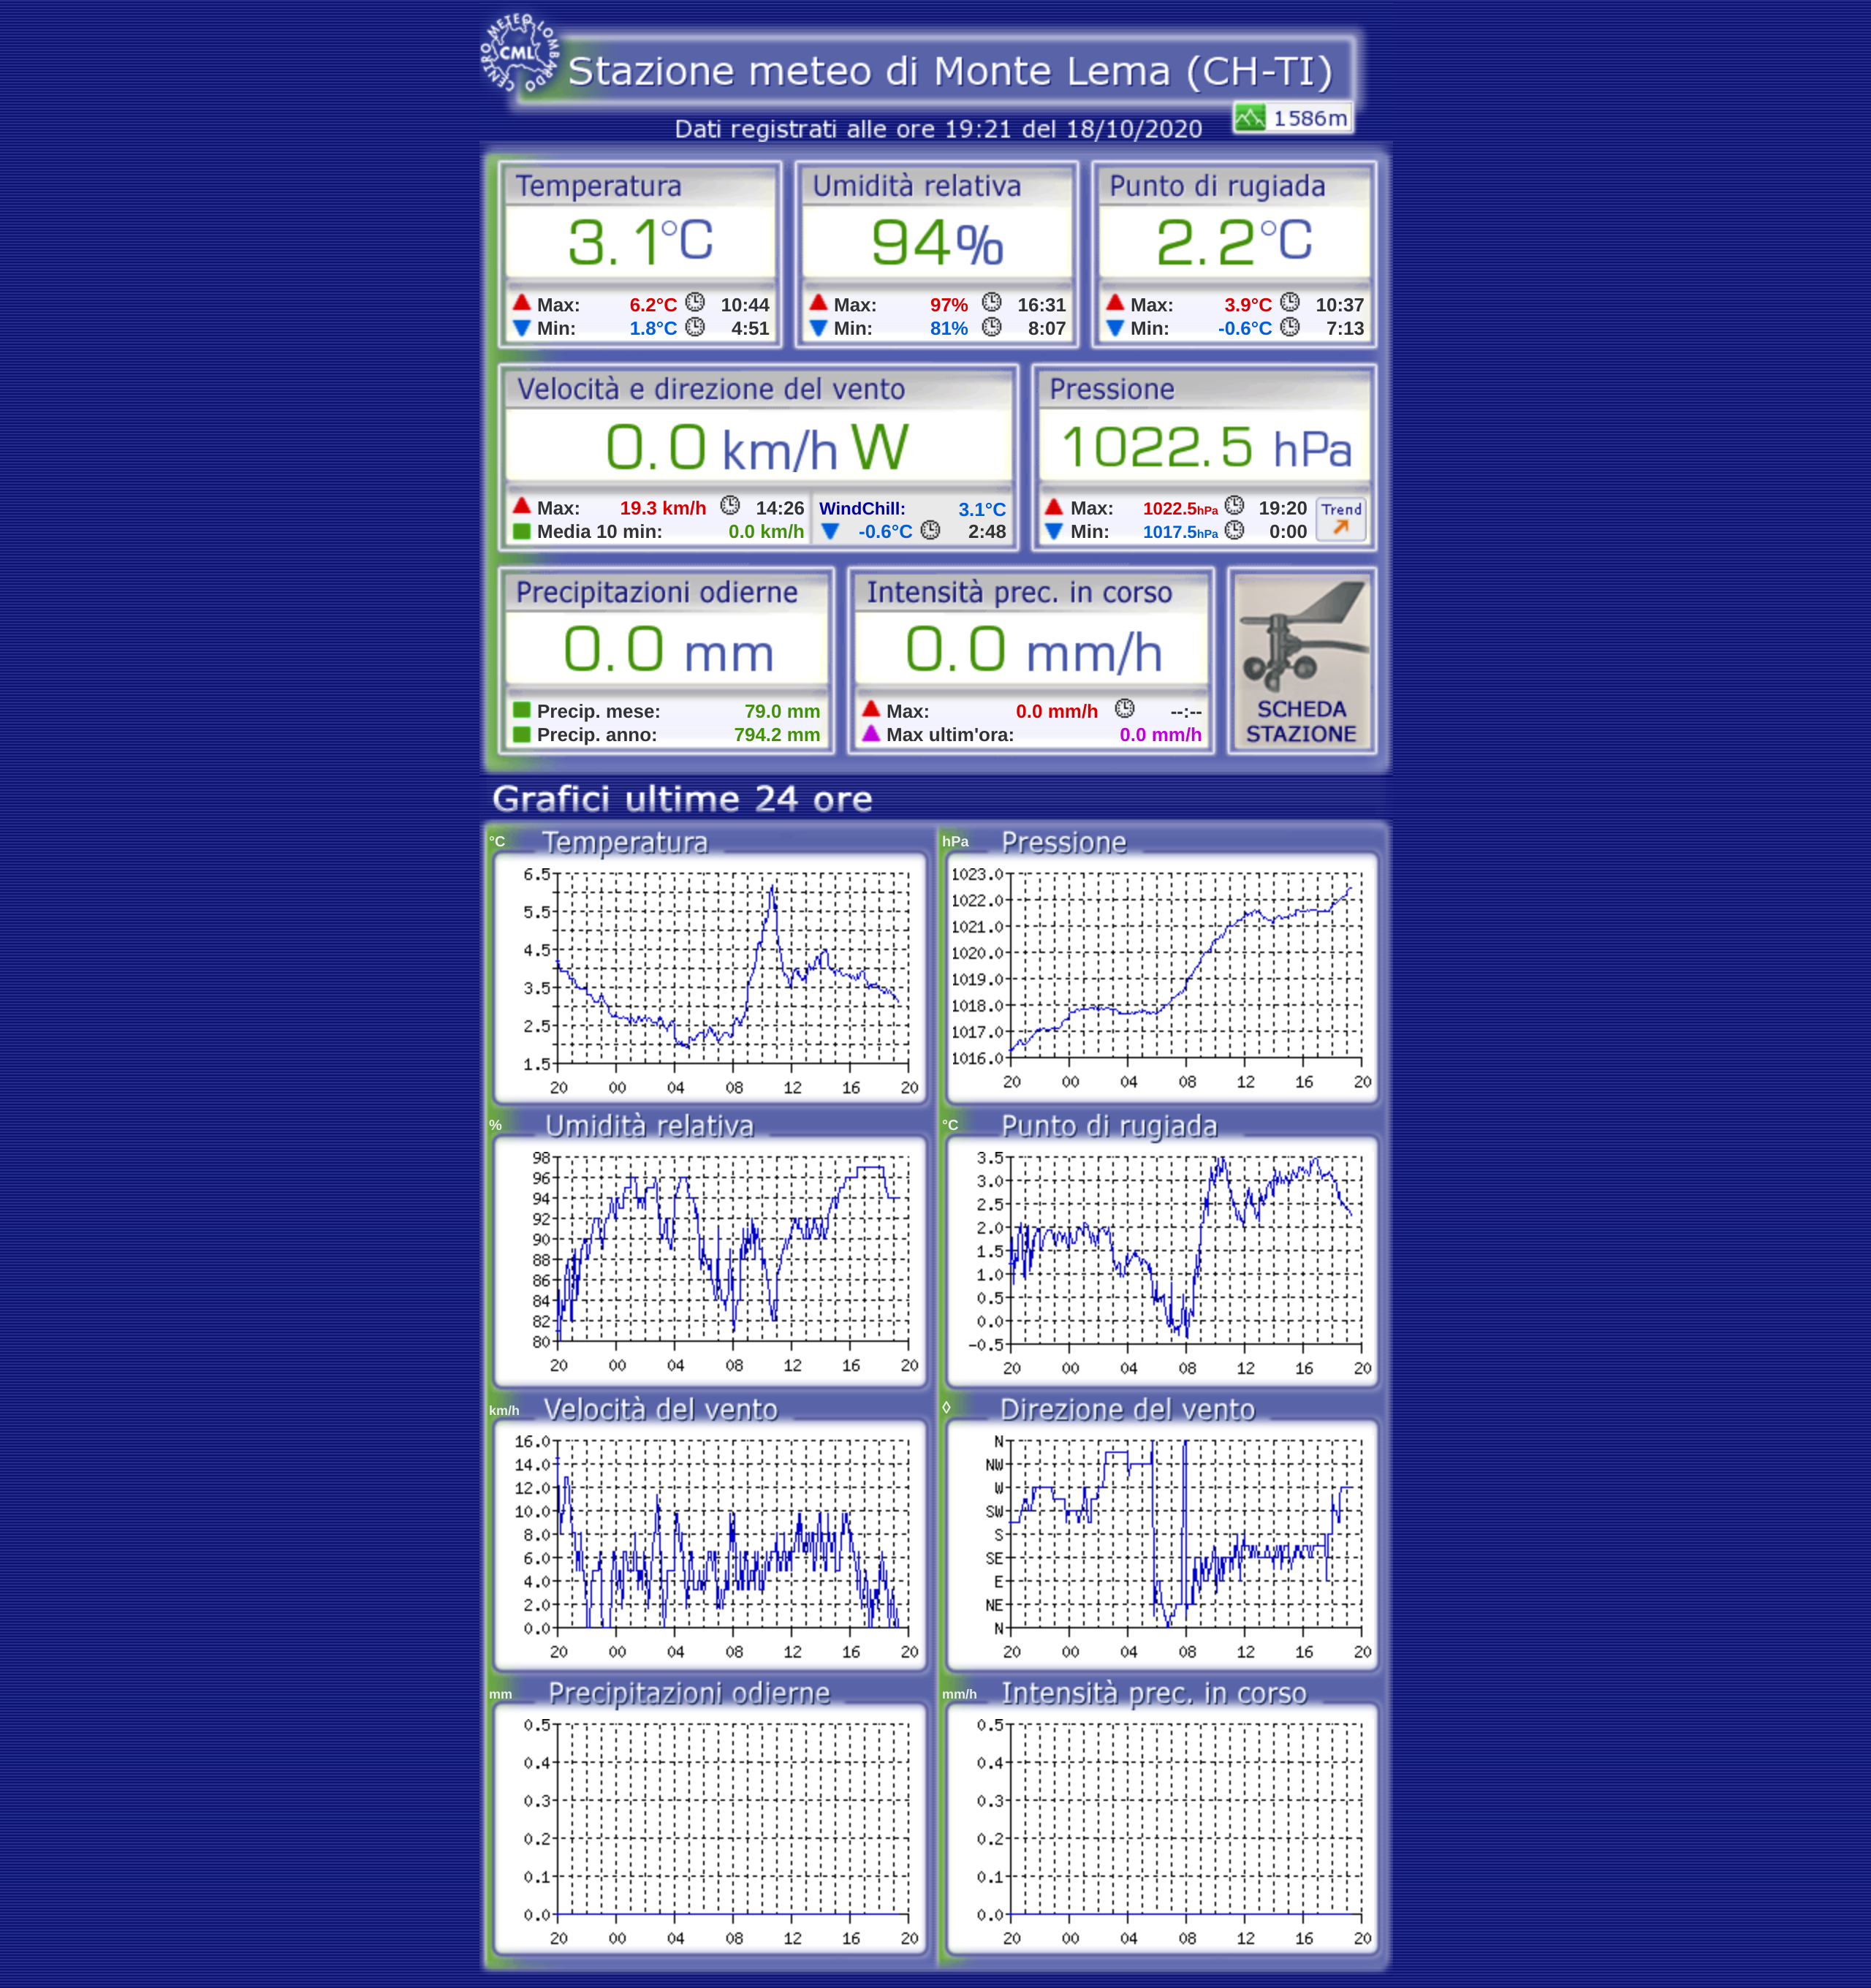 CENTRO METEO LOMBARDO
CML
Stazione meteo di Monte Lema (CH-TI)
1586m
Dati registrati alle ore 19:21 del 18/10/2020
Temperatura
3.1°C
Max: 6.2°C 10:44
Min: 1.8°C 4:51
Umidità relativa
94%
Max: 97% 16:31
Min: 81% 8:07
Punto di rugiada
2.2°C
Max: 3.9°C 10:37
Min: -0.6°C 7:13
Velocità e direzione del vento
0.0 km/h W
Max: 19.3 km/h 14:26
Media 10 min: 0.0 km/h
WindChill: 3.1°C
-0.6°C 2:48
Pressione
1022.5 hPa
Max: 1022.5hPa 19:20
Min: 1017.5hPa 0:00
Trend
Precipitazioni odierne
0.0 mm
Precip. mese: 79.0 mm
Precip. anno: 794.2 mm
Intensità prec. in corso
0.0 mm/h
Max: 0.0 mm/h --:--
Max ultim'ora: 0.0 mm/h
SCHEDA
STAZIONE
Grafici ultime 24 ore
°C Temperatura
6.5
5.5
4.5
3.5
2.5
1.5
20 00 04 08 12 16 20
hPa Pressione
1023.0
1022.0
1021.0
1020.0
1019.0
1018.0
1017.0
1016.0
20 00 04 08 12 16 20
% Umidità relativa
98
96
94
92
90
88
86
84
82
80
20 00 04 08 12 16 20
°C Punto di rugiada
3.5
3.0
2.5
2.0
1.5
1.0
0.5
0.0
-0.5
20 00 04 08 12 16 20
km/h Velocità del vento
16.0
14.0
12.0
10.0
8.0
6.0
4.0
2.0
0.0
20 00 04 08 12 16 20
◊ Direzione del vento
N
NW
W
SW
S
SE
E
NE
N
20 00 04 08 12 16 20
mm Precipitazioni odierne
0.5
0.4
0.3
0.2
0.1
0.0
20 00 04 08 12 16 20
mm/h Intensità prec. in corso
0.5
0.4
0.3
0.2
0.1
0.0
20 00 04 08 12 16 20